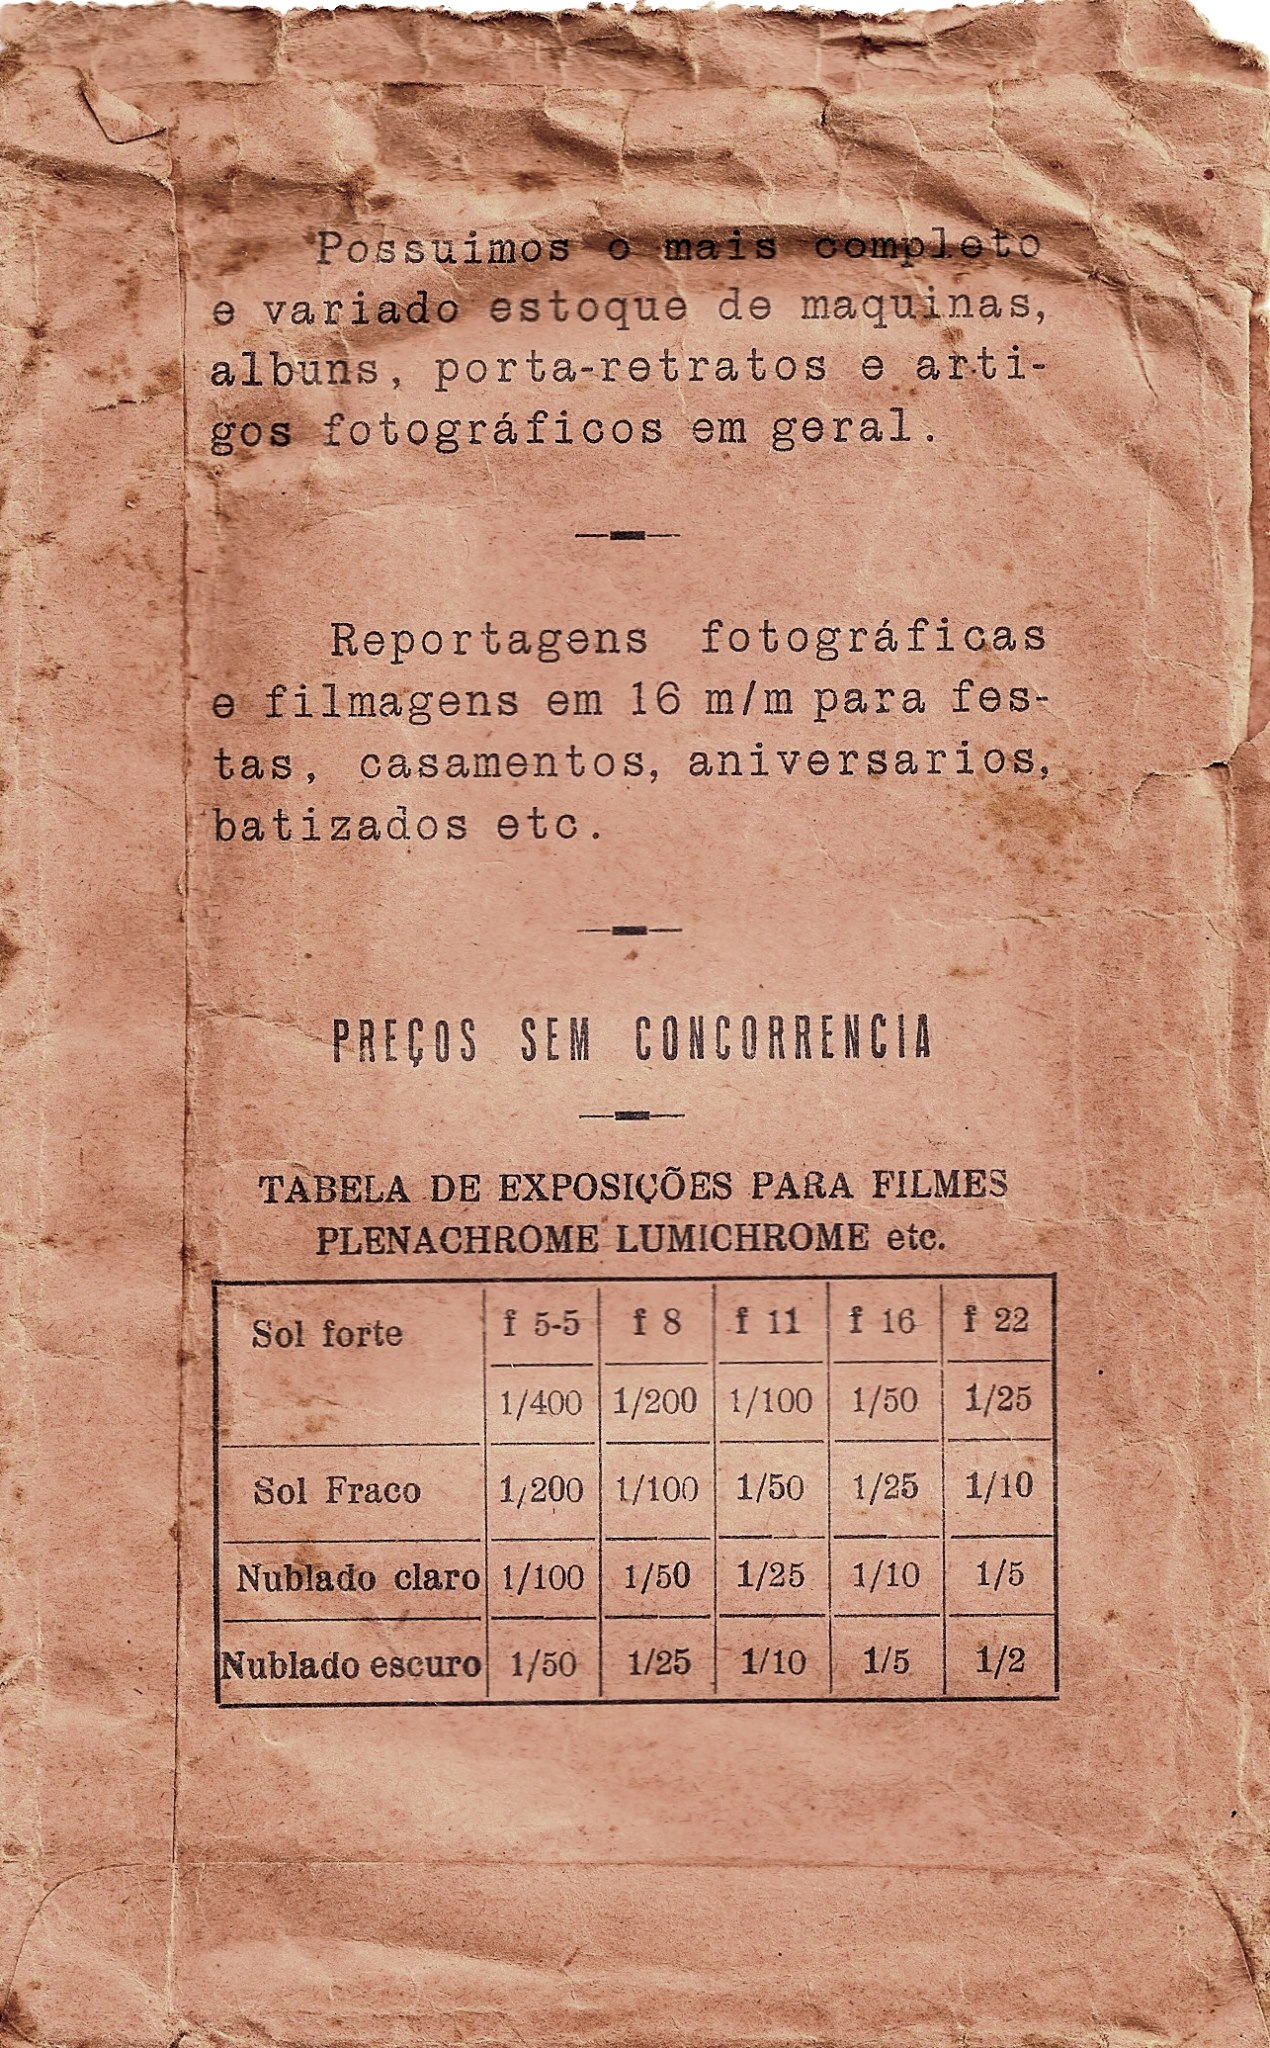 Possuimos o mais completo
e variado estoque de maquinas,
albuns, porta-retratos e arti-
gos fotográficos em geral.
Reportagens fotográficas
e filmagens em 16 m/m para fes-
tas, casamentos, aniversarios,
batizados etc.
PREÇOS SEM CONCORRENCIA
TABELA DE EXPOSIÇÕES PARA FILMES
PLENACHROME LUMICHROME etc.
Sol forte f 5-5 f 8 f 11 f 16 f 22
1/400 1/200 1/100 1/50 1/25
Sol Fraco 1/200 1/100 1/50 1/25 1/10
Nublado claro 1/100 1/50 1/25 1/10 1/5
Nublado escuro 1/50 1/25 1/10 1/5 1/2